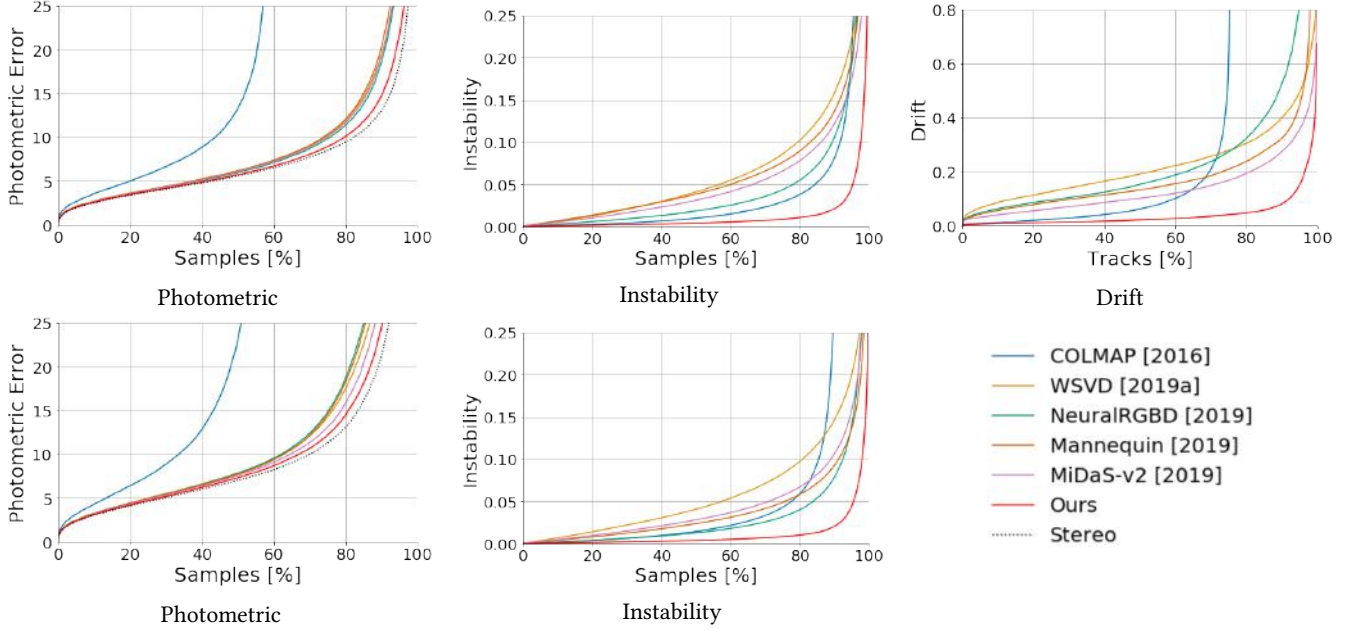 25
20
15
10
5
0
0 20 40 60 80 100
Photometric Error
Samples [%]
Photometric
0.25
0.20
0.15
0.10
0.05
0.00
0 20 40 60 80 100
Instability
Samples [%]
Instability
0.8
0.6
0.4
0.2
0.0
0 20 40 60 80 100
Drift
Tracks [%]
Drift
25
20
15
10
5
0
0 20 40 60 80 100
Photometric Error
Samples [%]
Photometric
0.25
0.20
0.15
0.10
0.05
0.00
0 20 40 60 80 100
Instability
Samples [%]
Instability
COLMAP [2016]
WSVD [2019a]
NeuralRGBD [2019]
Mannequin [2019]
MiDaS-v2 [2019]
Ours
Stereo